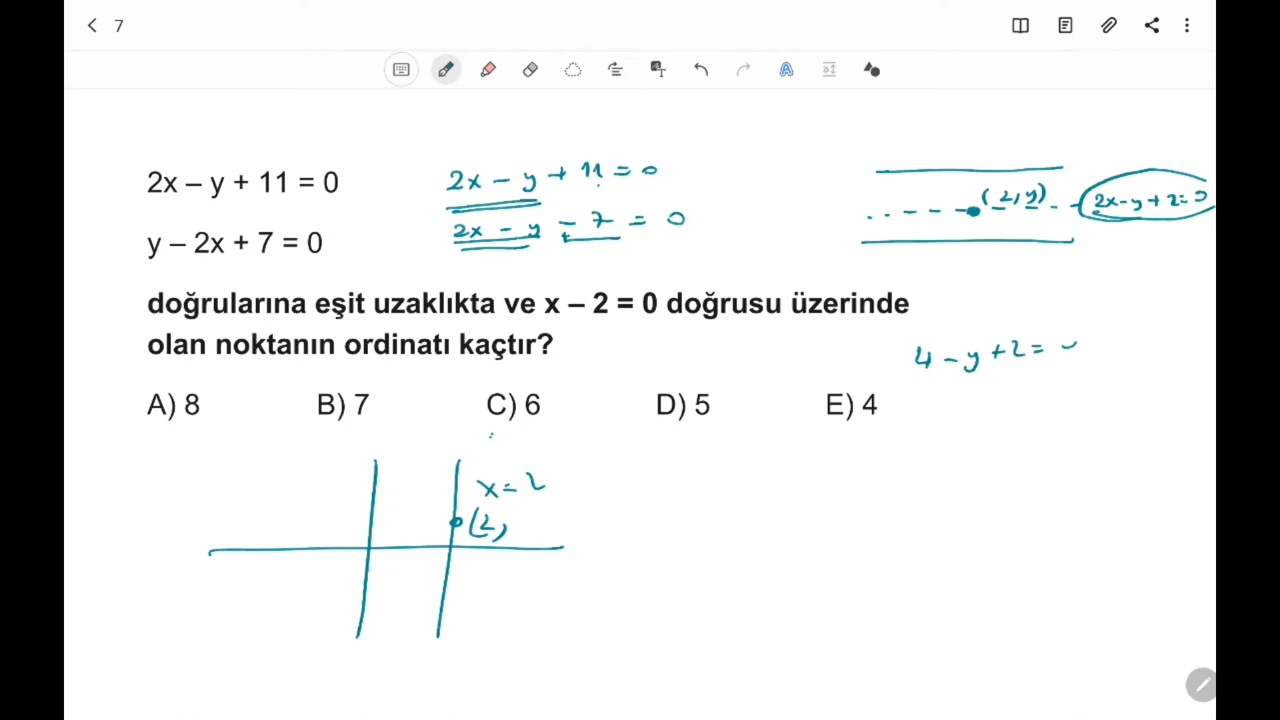 7
2x – y + 11 = 0
2x – y + 11 = 0
(2, y)
2x – y + 2 = 0
y – 2x + 7 = 0
2x – y – 7 = 0
doğrularına eşit uzaklıkta ve x – 2 = 0 doğrusu üzerinde
olan noktanın ordinatı kaçtır?
4 – y + 2 =
A) 8 B) 7 C) 6 D) 5 E) 4
x = 2
(2,